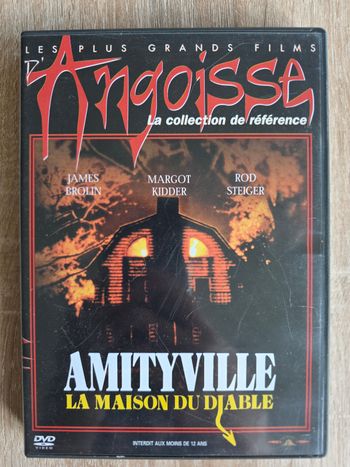 LES PLUS GRANDS FILMS
D'Angoisse
La collection de référence
JAMES BROLIN
MARGOT KIDDER
ROD STEIGER
AMITYVILLE
LA MAISON DU DIABLE
DVD
VIDEO
INTERDIT AUX MOINS DE 12 ANS